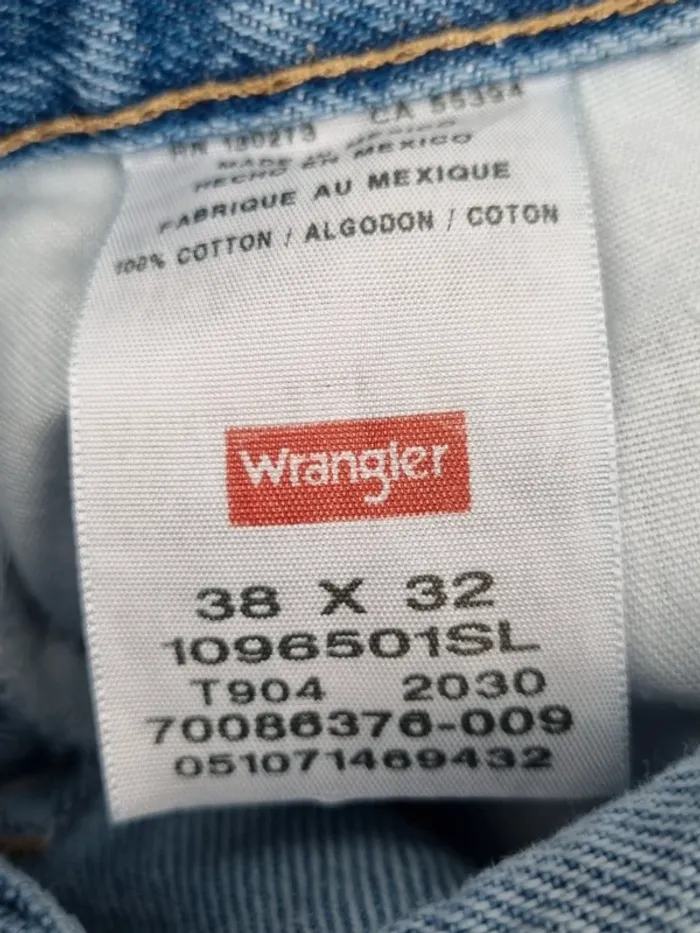 RN 130273 CA 55354
MADE IN MEXICO
HECHO EN MEXICO
FABRIQUE AU MEXIQUE
100% COTTON / ALGODON / COTON
Wrangler
38 X 32
1096501SL
T904 2030
70086376-009
051071469432